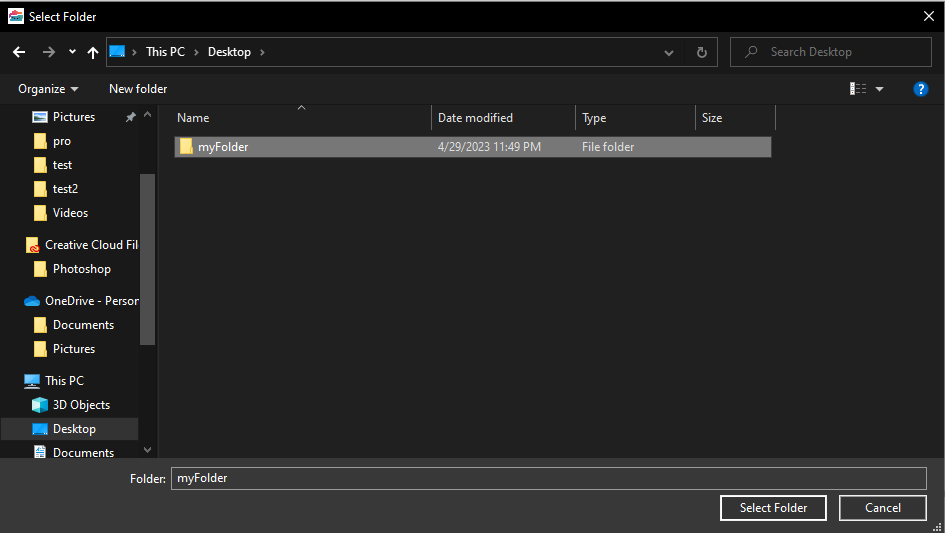 Select Folder
This PC > Desktop >
Search Desktop
Organize
New folder
?
Pictures
pro
test
test2
Videos
Creative Cloud Fil
Photoshop
OneDrive - Person
Documents
Pictures
This PC
3D Objects
Desktop
Documents
Name Date modified Type Size
myFolder 4/29/2023 11:49 PM File folder
Folder: myFolder
Select Folder Cancel